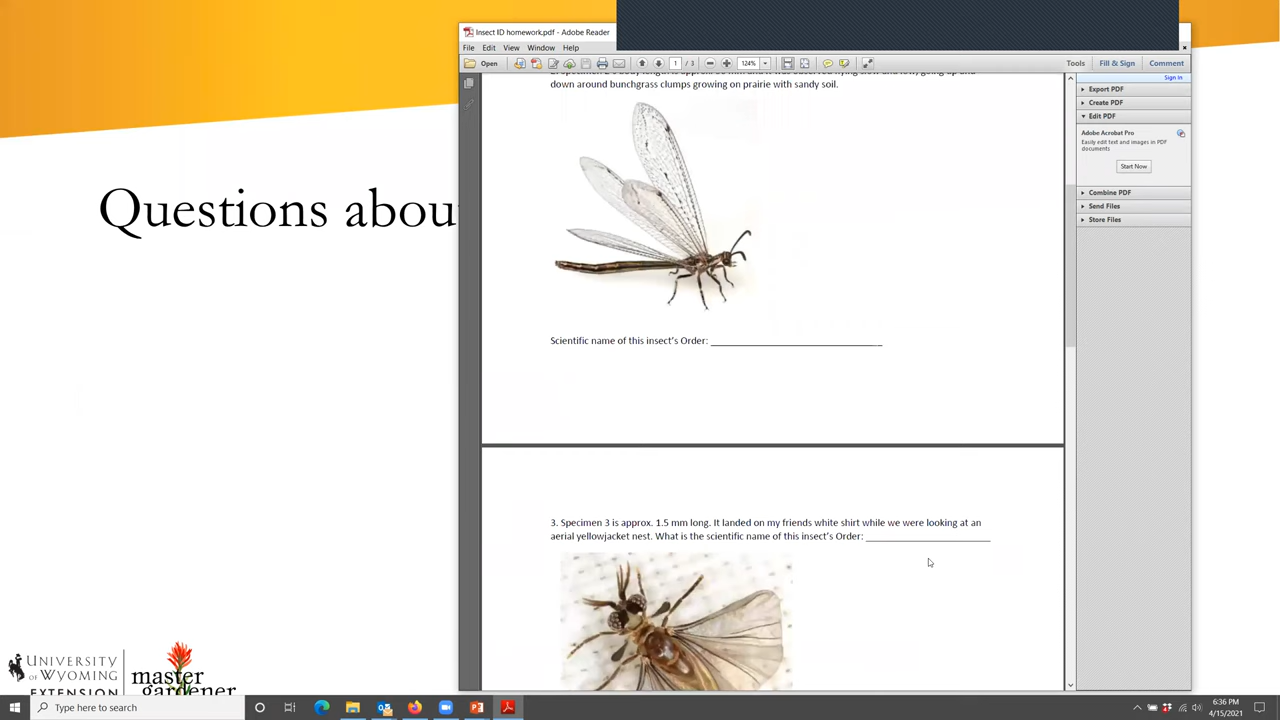 Insect ID homework.pdf - Adobe Reader
File Edit View Window Help
Open 1 / 3 124% Tools Fill & Sign Comment
Sign In
Export PDF
Create PDF
Edit PDF
Adobe Acrobat Pro
Easily edit text and images in PDF
documents
Start Now
Combine PDF
Send Files
Store Files
down around bunchgrass clumps growing on prairie with sandy soil.
Questions abou
Scientific name of this insect's Order:
3. Specimen 3 is approx. 1.5 mm long. It landed on my friends white shirt while we were looking at an
aerial yellowjacket nest. What is the scientific name of this insect's Order:
UNIVERSITY
OF WYOMING
EXTENSION
master
gardener
Type here to search
6:36 PM
4/15/2021